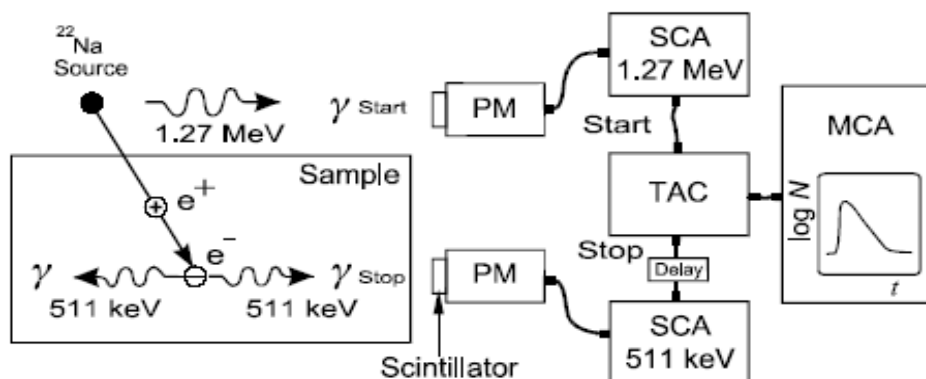 ²²Na
Source
1.27 MeV
γ Start
PM
SCA
1.27 MeV
Start
MCA
log N
t
TAC
Sample
e⁺
e⁻
γ
511 keV
511 keV
γ Stop
PM
Scintillator
Stop
Delay
SCA
511 keV